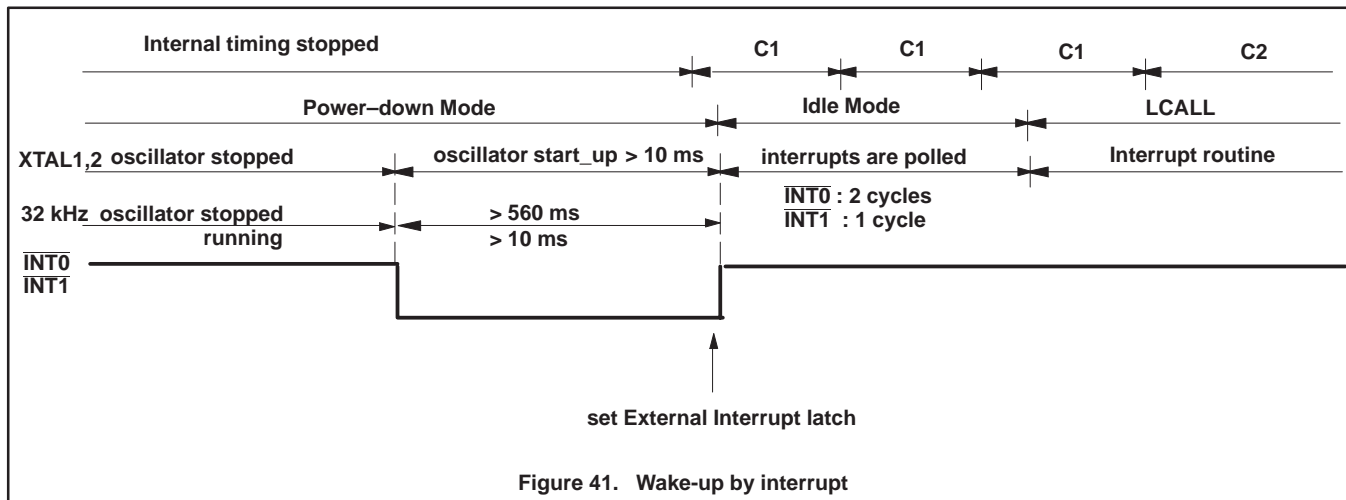 Internal timing stopped
C1
C1
C1
C2
Power–down Mode
Idle Mode
LCALL
XTAL1,2 oscillator stopped
oscillator start_up > 10 ms
interrupts are polled
Interrupt routine
INT0 : 2 cycles
INT1 : 1 cycle
32 kHz oscillator stopped
running
> 560 ms
> 10 ms
INT0
INT1
set External Interrupt latch
Figure 41. Wake-up by interrupt